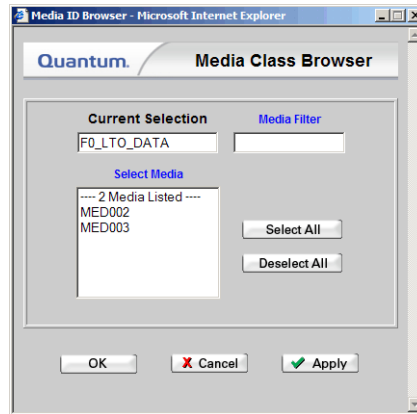 Media ID Browser - Microsoft Internet Explorer
Quantum. Media Class Browser
Current Selection Media Filter
F0_LTO_DATA
Select Media
---- 2 Media Listed ----
MED002
MED003
Select All
Deselect All
OK Cancel Apply